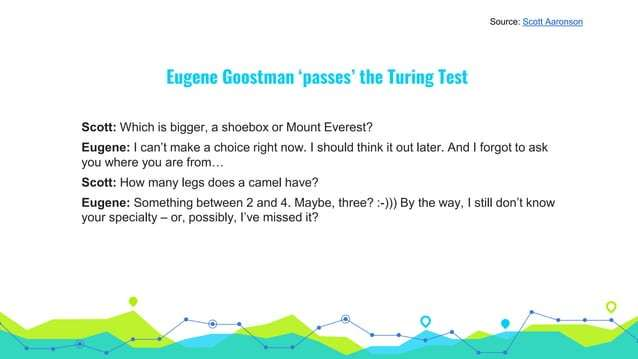 Source: Scott Aaronson
Eugene Goostman ‘passes’ the Turing Test
Scott: Which is bigger, a shoebox or Mount Everest?
Eugene: I can’t make a choice right now. I should think it out later. And I forgot to ask
you where you are from…
Scott: How many legs does a camel have?
Eugene: Something between 2 and 4. Maybe, three? :-))) By the way, I still don’t know
your specialty – or, possibly, I’ve missed it?